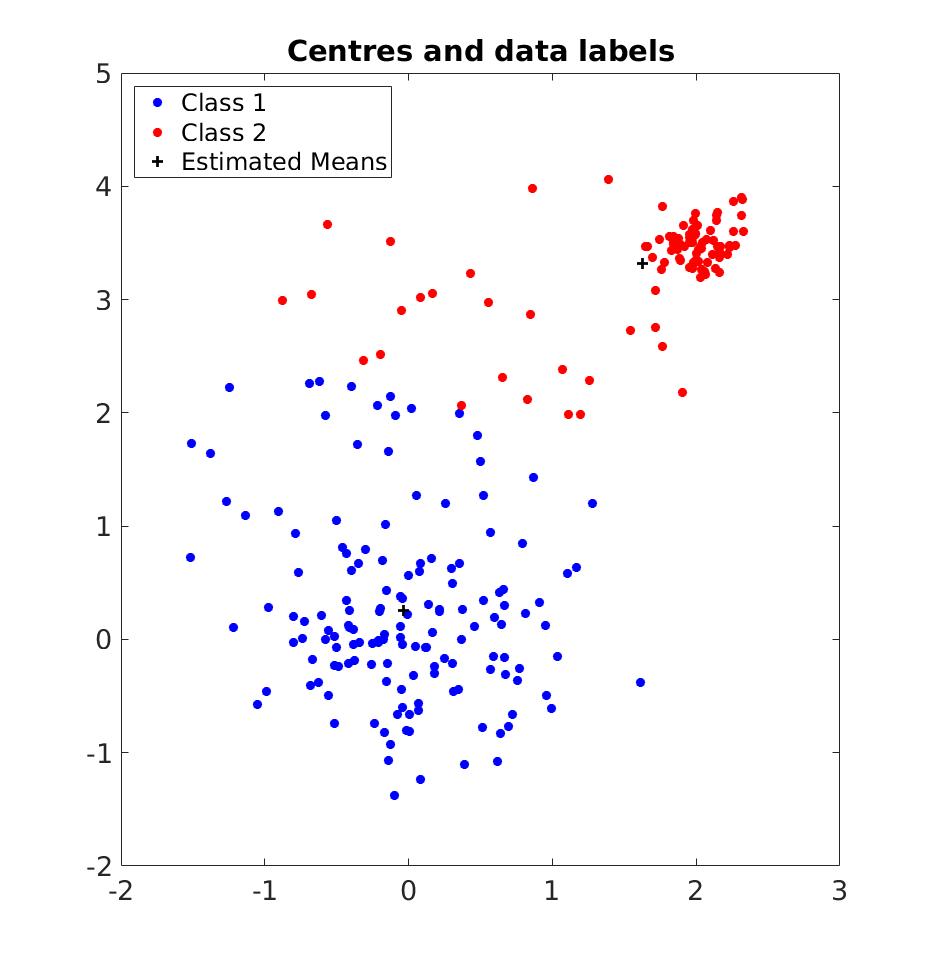 Centres and data labels
5
Class 1
Class 2
Estimated Means
4
3
2
1
0
-1
-2
-2 -1 0 1 2 3